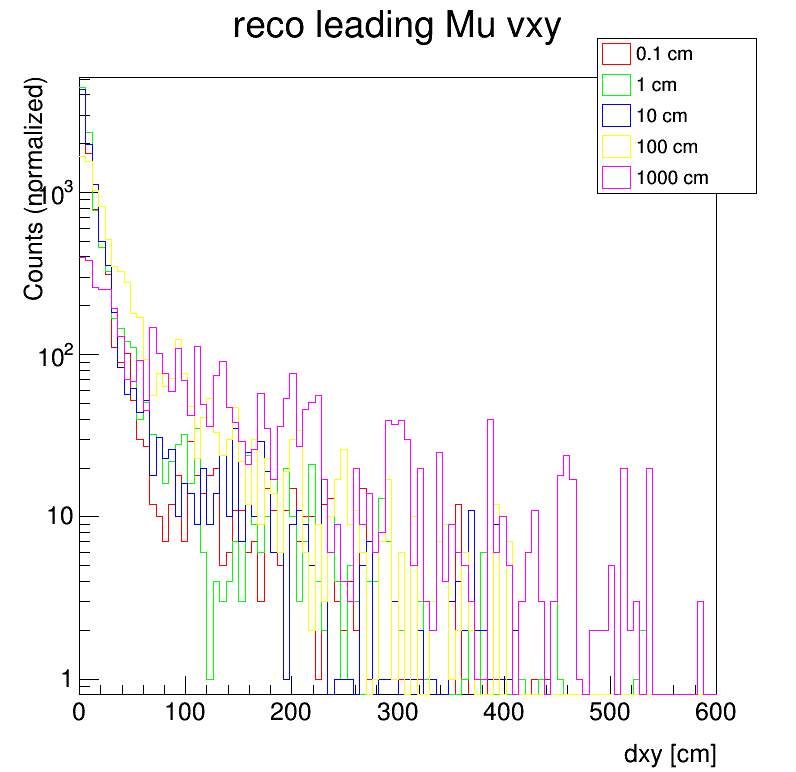 reco leading Mu vxy
0.1 cm
1 cm
10 cm
100 cm
1000 cm
Counts (normalized)
10³
10²
10
1
0 100 200 300 400 500 600
dxy [cm]